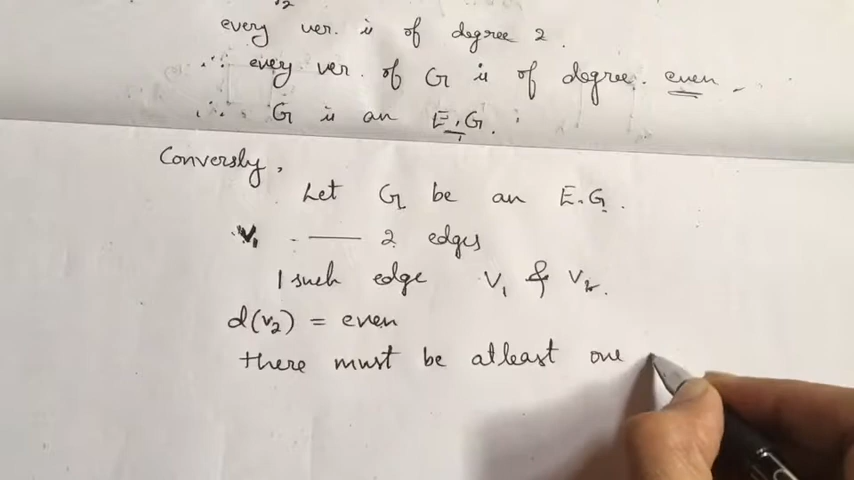 every ver. is of degree 2.
∴ every ver. of G is of degree. even
∴ G is an E.G.
Conversly,
Let G be an E.G.
v₁ —— 2 edges
1 such edge V₁ & V₂.
d(v₂) = even
there must be atleast one